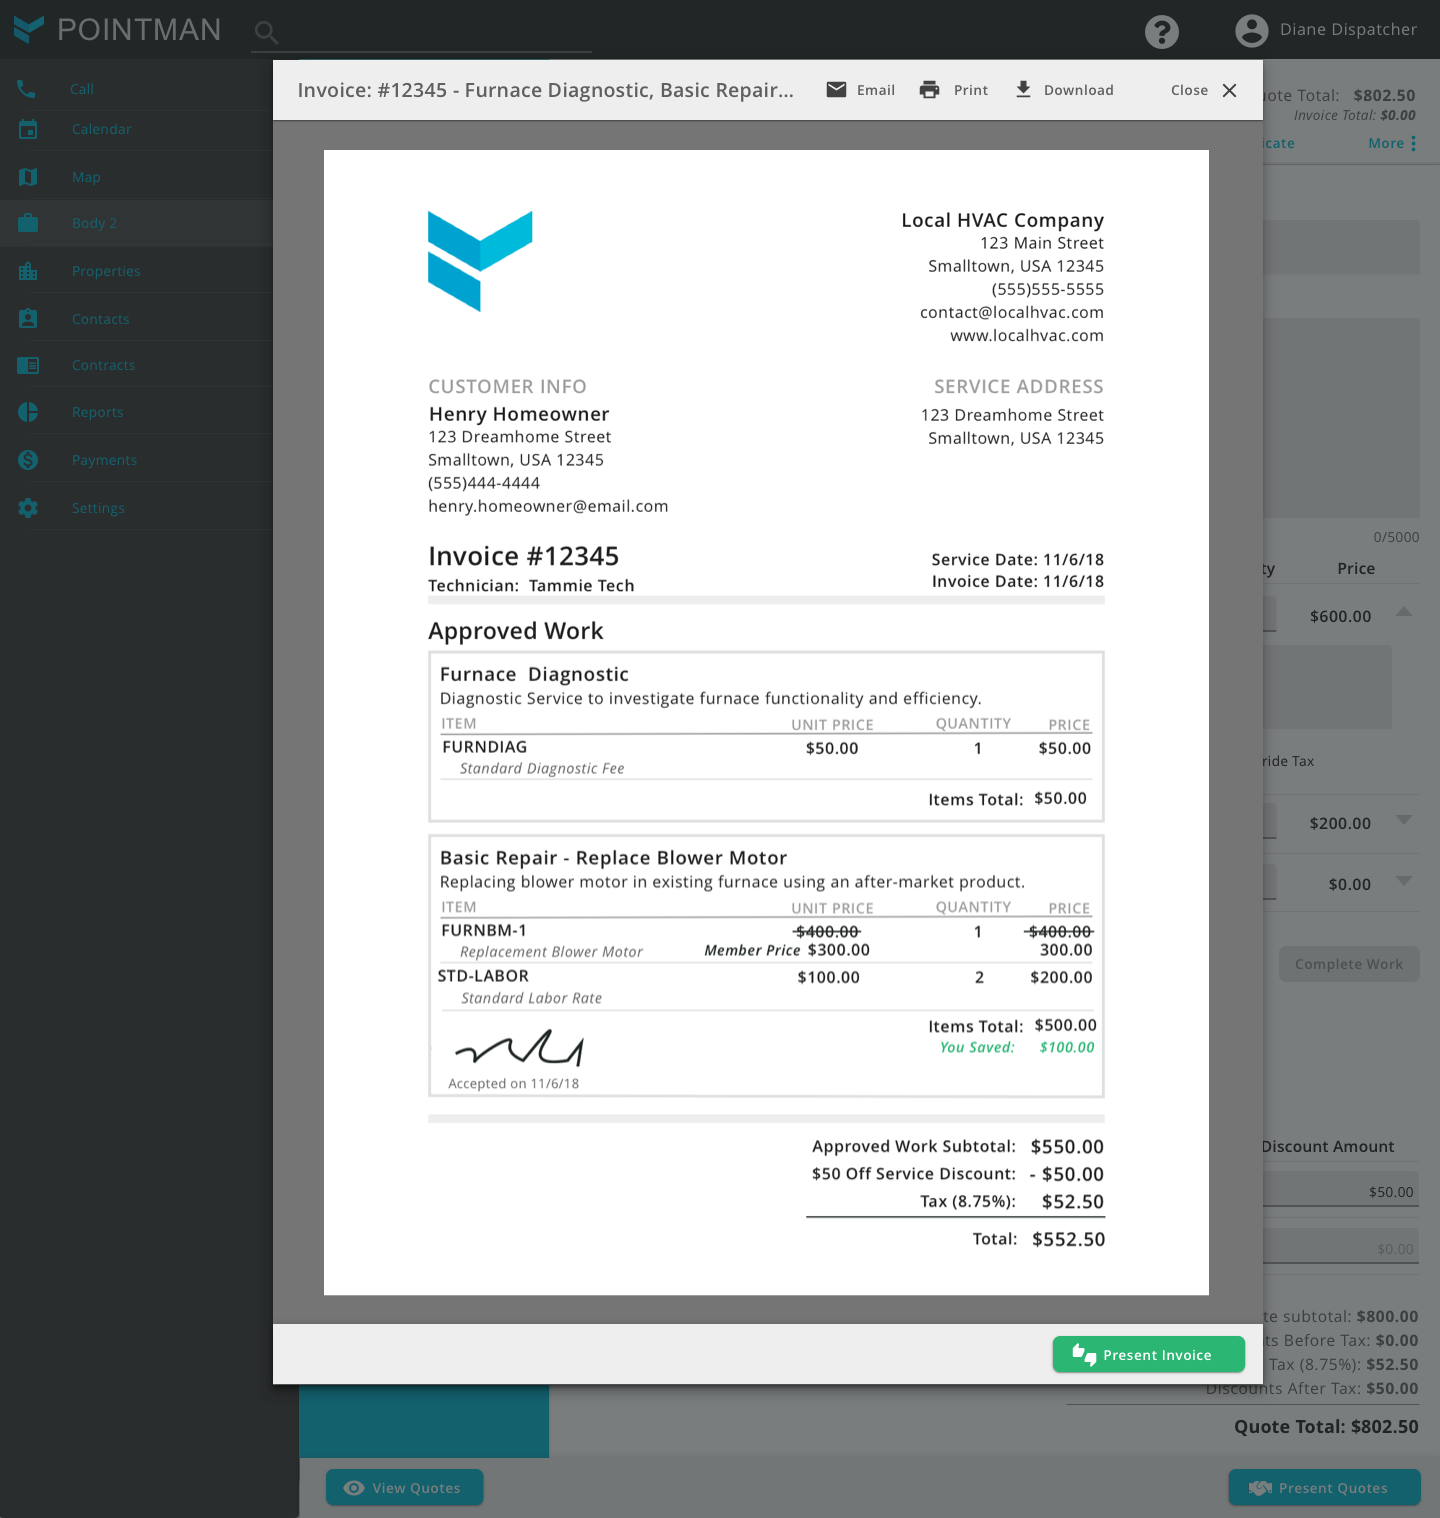 POINTMAN
Diane Dispatcher
Call
Calendar
Map
Body 2
Properties
Contacts
Contracts
Reports
Payments
Settings
Invoice: #12345 - Furnace Diagnostic, Basic Repair...
Email
Print
Download
Close
uote Total: $802.50
Invoice Total: $0.00
icate
More
Local HVAC Company
123 Main Street
Smalltown, USA 12345
(555)555-5555
contact@localhvac.com
www.localhvac.com
CUSTOMER INFO
Henry Homeowner
123 Dreamhome Street
Smalltown, USA 12345
(555)444-4444
henry.homeowner@email.com
SERVICE ADDRESS
123 Dreamhome Street
Smalltown, USA 12345
Invoice #12345
Technician: Tammie Tech
Service Date: 11/6/18
Invoice Date: 11/6/18
Approved Work
Furnace Diagnostic
Diagnostic Service to investigate furnace functionality and efficiency.
ITEM UNIT PRICE QUANTITY PRICE
FURNDIAG $50.00 1 $50.00
Standard Diagnostic Fee
Items Total: $50.00
Basic Repair - Replace Blower Motor
Replacing blower motor in existing furnace using an after-market product.
ITEM UNIT PRICE QUANTITY PRICE
FURNBM-1 $400.00 1 $400.00
Replacement Blower Motor Member Price $300.00 300.00
STD-LABOR $100.00 2 $200.00
Standard Labor Rate
Items Total: $500.00
You Saved: $100.00
Accepted on 11/6/18
Approved Work Subtotal: $550.00
$50 Off Service Discount: - $50.00
Tax (8.75%): $52.50
Total: $552.50
Present Invoice
0/5000
ty Price
$600.00
ride Tax
$200.00
$0.00
Complete Work
Discount Amount
$50.00
$0.00
te subtotal: $800.00
ts Before Tax: $0.00
Tax (8.75%): $52.50
Discounts After Tax: $50.00
Quote Total: $802.50
View Quotes
Present Quotes